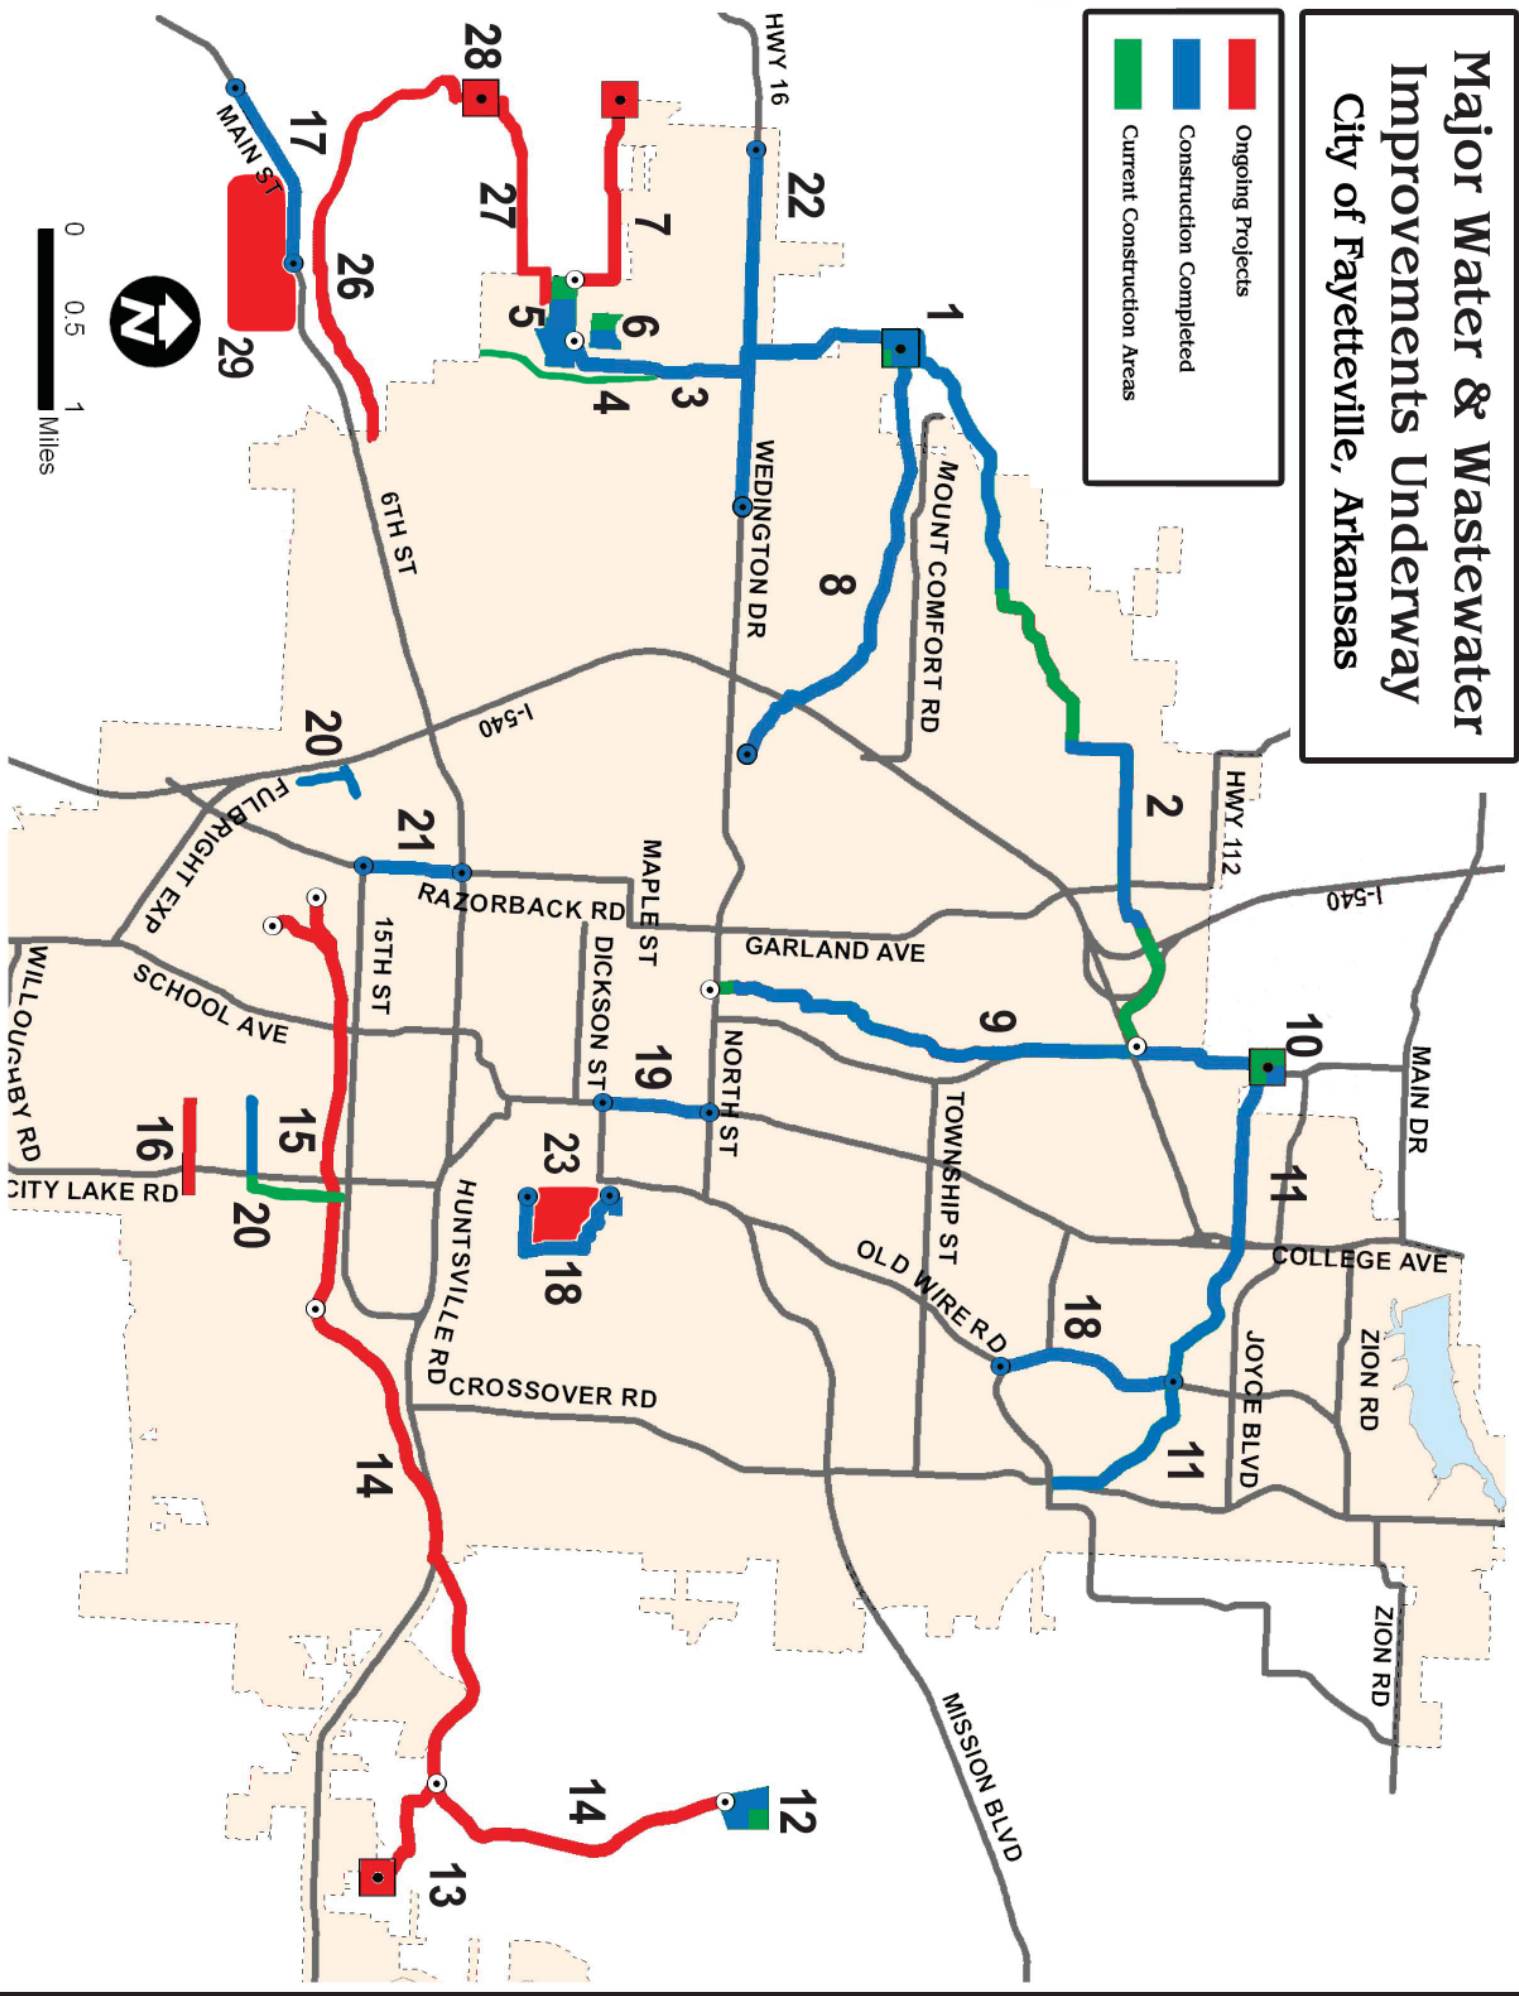 Major Water & Wastewater
Improvements Underway
City of Fayetteville, Arkansas
Ongoing Projects
Construction Completed
Current Construction Areas
HWY 16
22
1
28
7
27
6
5
4
3
17
MAIN ST
26
29
N
0 0.5 1
Miles
WEDINGTON DR
MOUNT COMFORT RD
8
6TH ST
I-540
2
HWY 112
I-540
MAIN DR
20
FULBRIGHT EXP
21
RAZORBACK RD
MAPLE ST
GARLAND AVE
15TH ST
DICKSON ST
SCHOOL AVE
WILLOUGHBY RD
9
10
19
NORTH ST
TOWNSHIP ST
16
15
CITY LAKE RD
20
23
18
HUNTSVILLE RD
OLD WIRE RD
11
COLLEGE AVE
18
JOYCE BLVD
ZION RD
CROSSOVER RD
11
14
ZION RD
MISSION BLVD
14
12
13